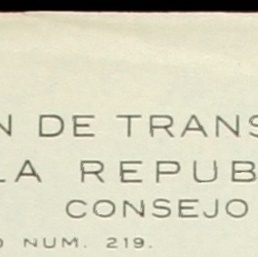 N DE TRANS
LA REPUB
CONSEJO
O NUM. 219.